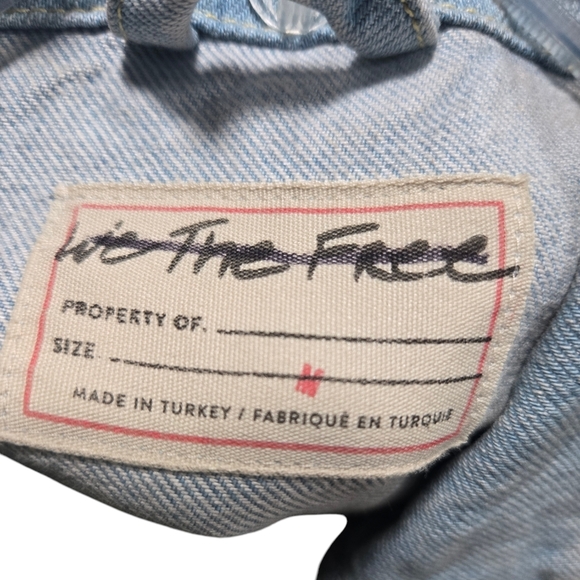 We The Free
PROPERTY OF.
SIZE
M
MADE IN TURKEY / FABRIQUÉ EN TURQUIE